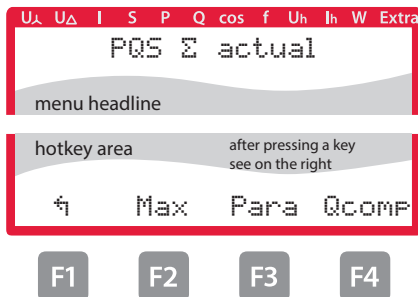 U⅄ U△ I S P Q cos f Uh Ih W Extra
PQS Σ actual
menu headline
hotkey area
after pressing a key
see on the right
↰ Max Para Qcomp
F1 F2 F3 F4